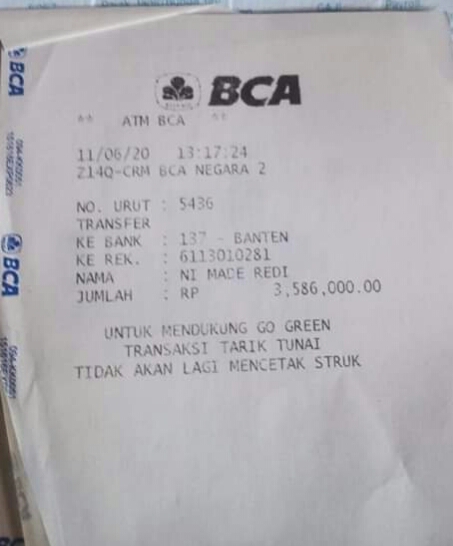 BCA
** ATM BCA **
11/06/20 13:17:24
Z14Q-CRM BCA NEGARA 2
NO. URUT : 5436
TRANSFER
KE BANK : 137 - BANTEN
KE REK. : 6113010281
NAMA : NI MADE REDI
JUMLAH : RP 3,586,000.00
UNTUK MENDUKUNG GO GREEN
TRANSAKSI TARIK TUNAI
TIDAK AKAN LAGI MENCETAK STRUK
BCA
BCA